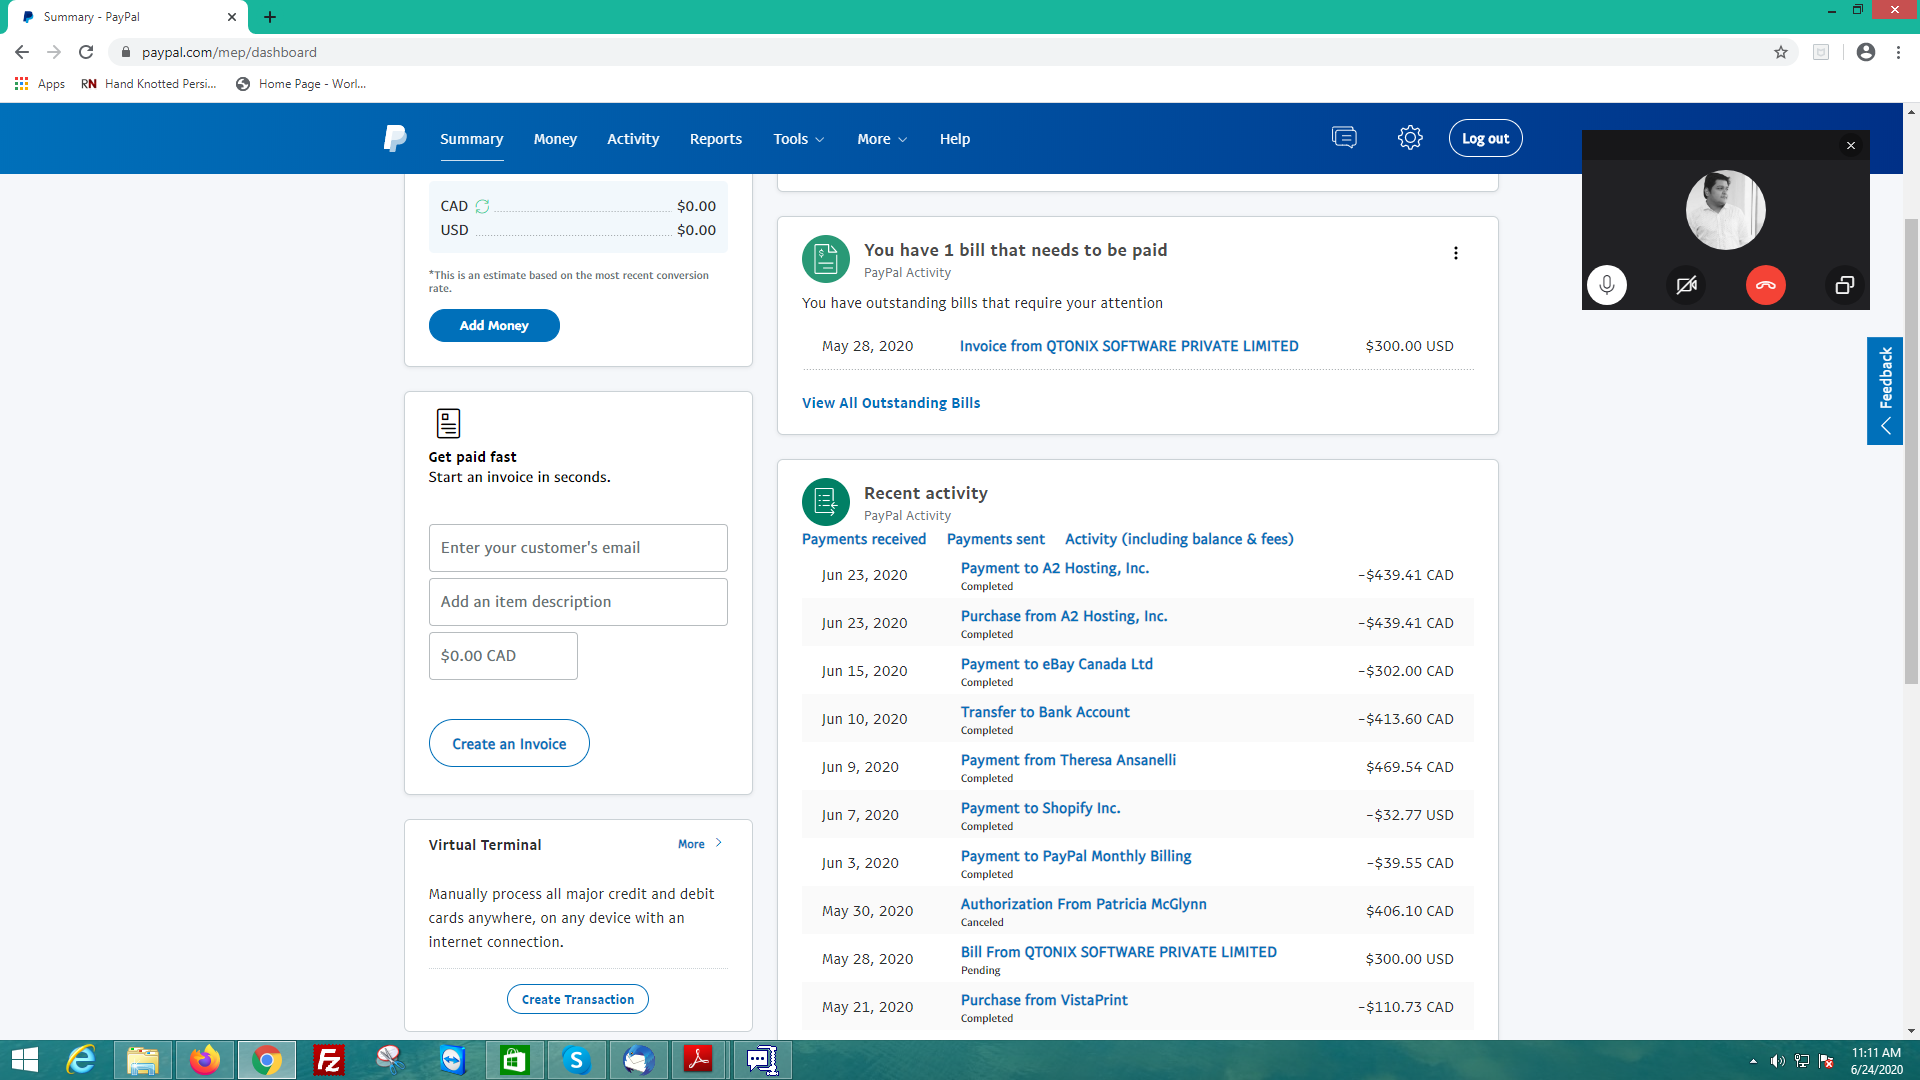 Summary - PayPal
paypal.com/mep/dashboard
Apps
RN Hand Knotted Persi...
Home Page - Worl...
Summary
Money
Activity
Reports
Tools
More
Help
Log out
CAD $0.00
USD $0.00
*This is an estimate based on the most recent conversion
rate.
Add Money
Get paid fast
Start an invoice in seconds.
Enter your customer's email
Add an item description
$0.00 CAD
Create an Invoice
Virtual Terminal
More
Manually process all major credit and debit
cards anywhere, on any device with an
internet connection.
Create Transaction
You have 1 bill that needs to be paid
PayPal Activity
You have outstanding bills that require your attention
May 28, 2020 Invoice from QTONIX SOFTWARE PRIVATE LIMITED $300.00 USD
View All Outstanding Bills
Recent activity
PayPal Activity
Payments received Payments sent Activity (including balance & fees)
Jun 23, 2020 Payment to A2 Hosting, Inc. -$439.41 CAD
Completed
Jun 23, 2020 Purchase from A2 Hosting, Inc. -$439.41 CAD
Completed
Jun 15, 2020 Payment to eBay Canada Ltd -$302.00 CAD
Completed
Jun 10, 2020 Transfer to Bank Account -$413.60 CAD
Completed
Jun 9, 2020 Payment from Theresa Ansanelli $469.54 CAD
Completed
Jun 7, 2020 Payment to Shopify Inc. -$32.77 USD
Completed
Jun 3, 2020 Payment to PayPal Monthly Billing -$39.55 CAD
Completed
May 30, 2020 Authorization From Patricia McGlynn $406.10 CAD
Canceled
May 28, 2020 Bill From QTONIX SOFTWARE PRIVATE LIMITED $300.00 USD
Pending
May 21, 2020 Purchase from VistaPrint -$110.73 CAD
Completed
Feedback
11:11 AM
6/24/2020